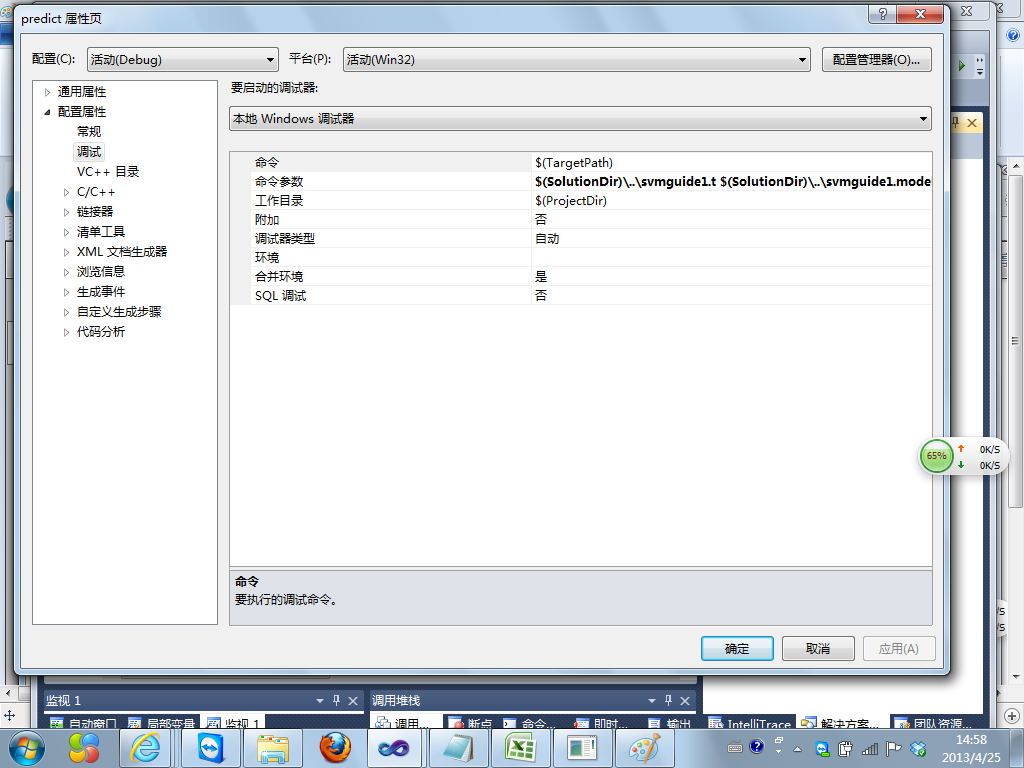 predict 属性页
配置(C):
活动(Debug)
平台(P):
活动(Win32)
配置管理器(O)...
通用属性
配置属性
常规
调试
VC++ 目录
C/C++
链接器
清单工具
XML 文档生成器
浏览信息
生成事件
自定义生成步骤
代码分析
要启动的调试器:
本地 Windows 调试器
命令 $(TargetPath)
命令参数 $(SolutionDir)\..\svmguide1.t $(SolutionDir)\..\svmguide1.mode
工作目录 $(ProjectDir)
附加 否
调试器类型 自动
环境
合并环境 是
SQL 调试 否
命令
要执行的调试命令。
确定
取消
应用(A)
65%
0K/S
0K/S
/S
/S
监视 1
调用堆栈
自动窗口
局部变量
监视 1
调用...
断点
命令...
即时...
输出
IntelliTrace
解决方案...
团队资源...
14:58
2013/4/25